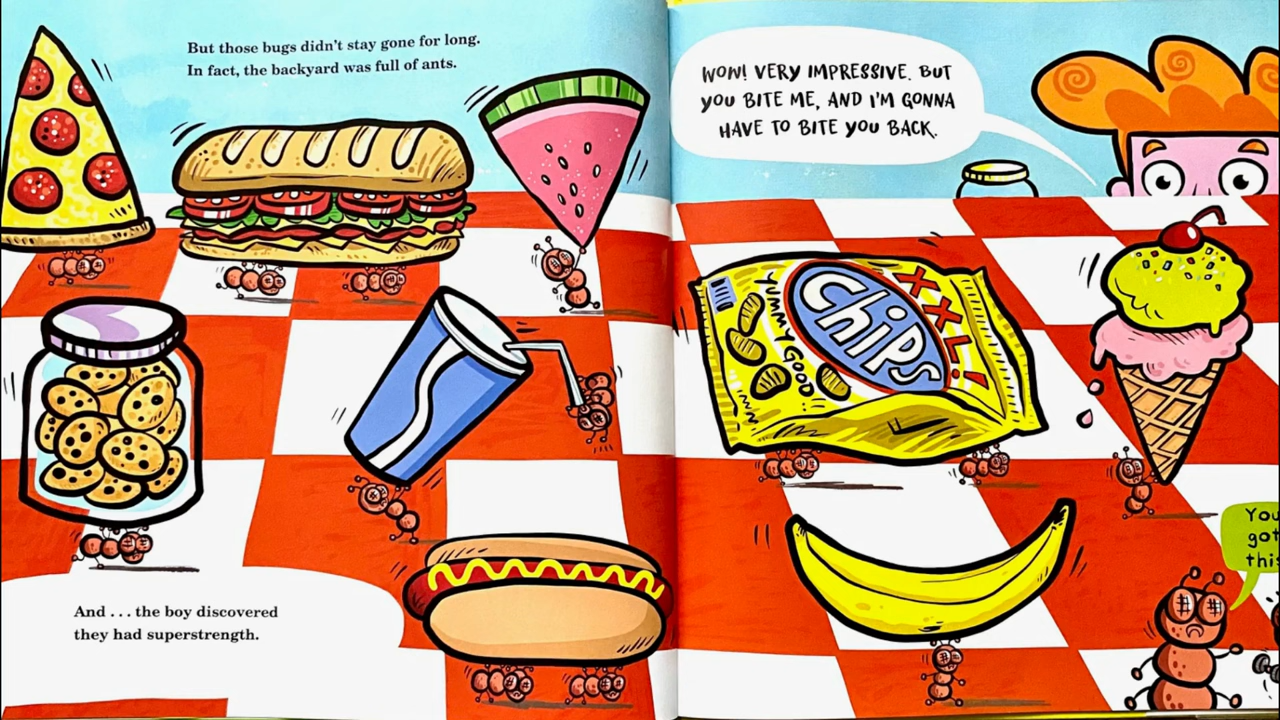 But those bugs didn't stay gone for long.
In fact, the backyard was full of ants.
WOW! VERY IMPRESSIVE. BUT
YOU BITE ME, AND I'M GONNA
HAVE TO BITE YOU BACK.
CHiPS
XXL!
YUMMY GOOD
And . . . the boy discovered
they had superstrength.
You
got
this